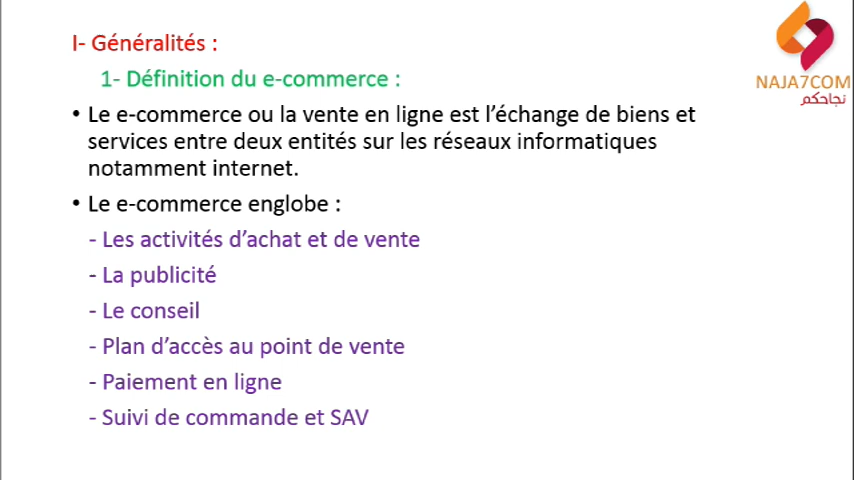 I- Généralités :
1- Définition du e-commerce :
• Le e-commerce ou la vente en ligne est l’échange de biens et
services entre deux entités sur les réseaux informatiques
notamment internet.
• Le e-commerce englobe :
- Les activités d’achat et de vente
- La publicité
- Le conseil
- Plan d’accès au point de vente
- Paiement en ligne
- Suivi de commande et SAV
NAJA7COM
نجاحكم